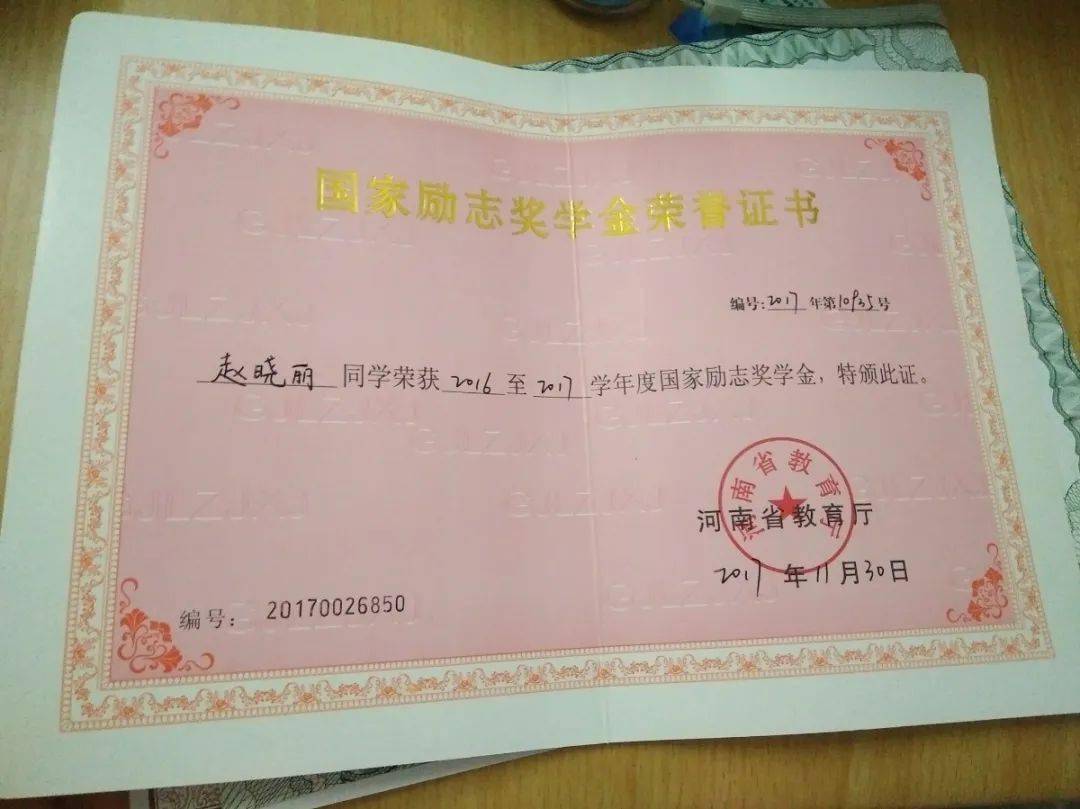 国家励志奖学金荣誉证书
编号:2017年第10935号
赵晓丽同学荣获2016至2017学年度国家励志奖学金，特颁此证。
河南省教育厅
河南省教育厅
2017年11月30日
编号：20170026850
GJLZJXJ